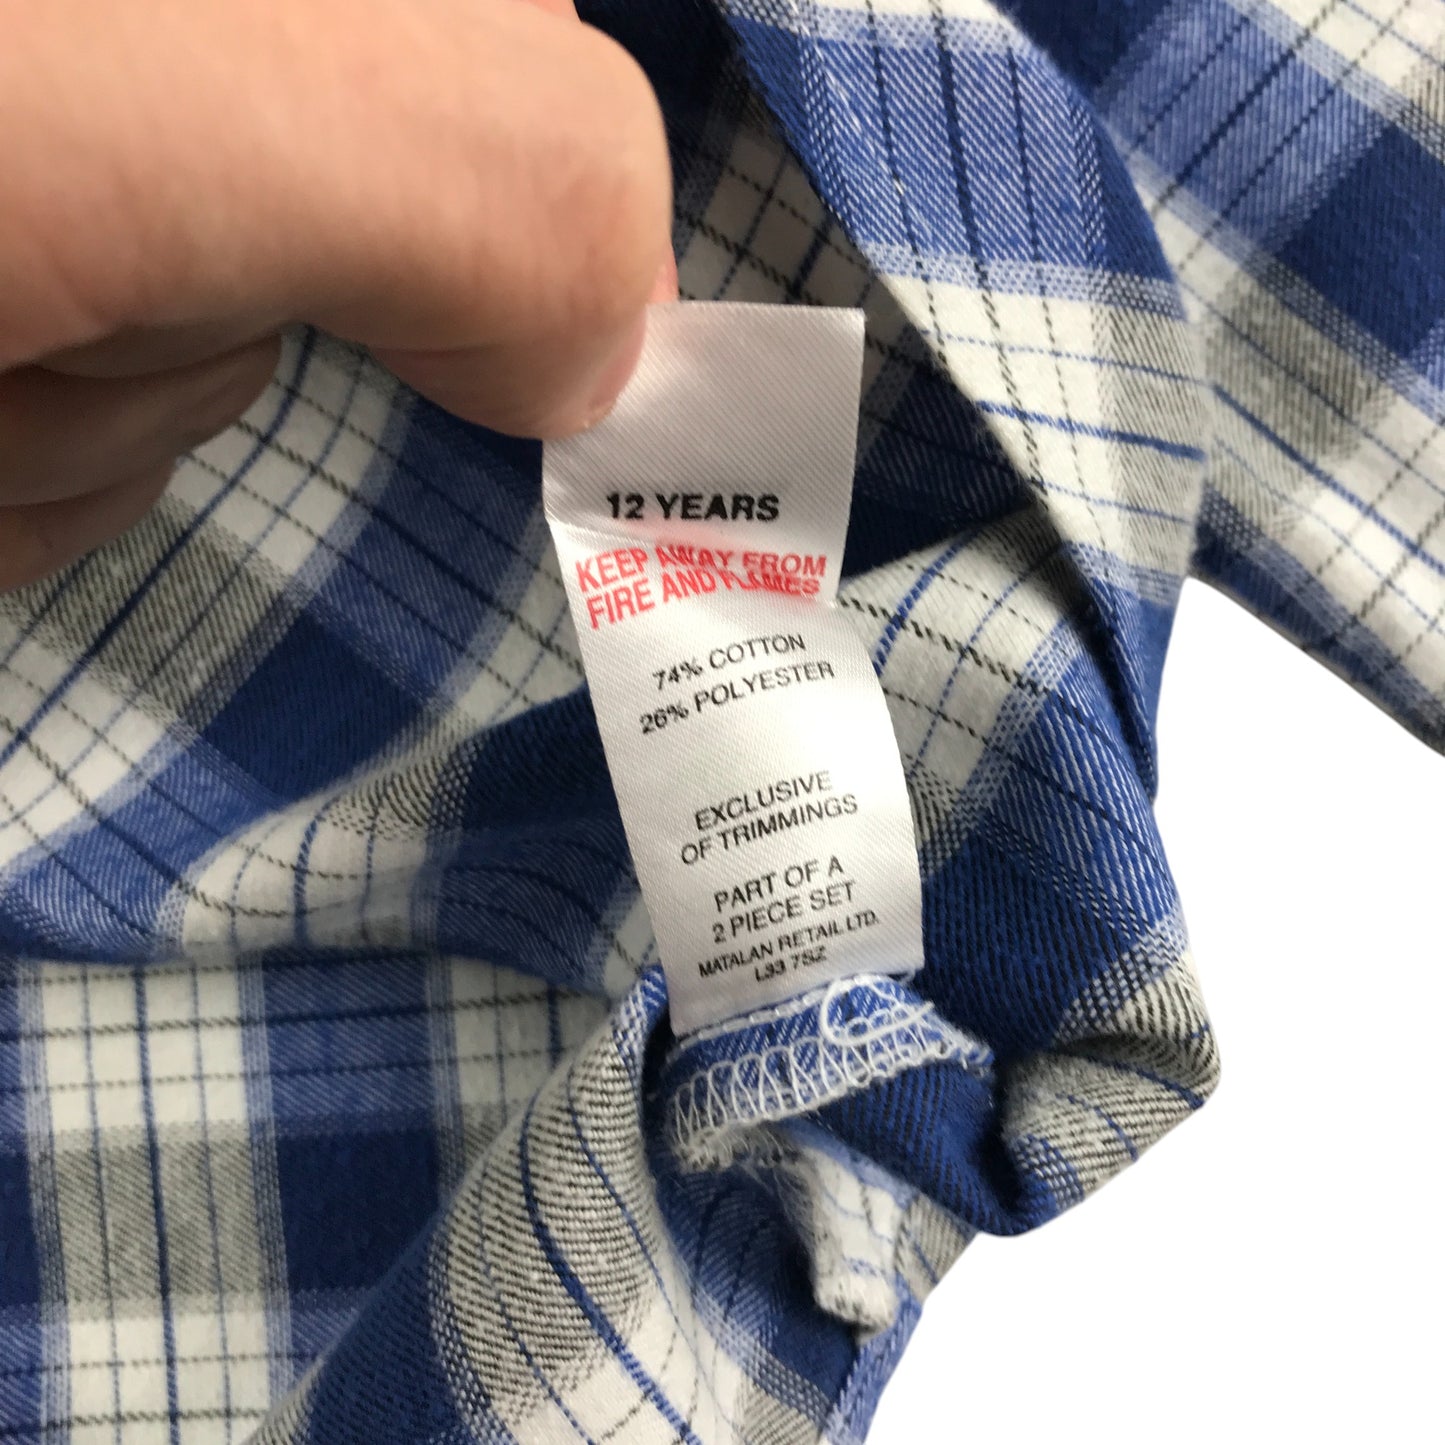 12 YEARS
KEEP AWAY FROM
FIRE AND FLAMES
74% COTTON
26% POLYESTER
EXCLUSIVE
OF TRIMMINGS
PART OF A
2 PIECE SET
MATALAN RETAIL LTD.
L33 7SZ